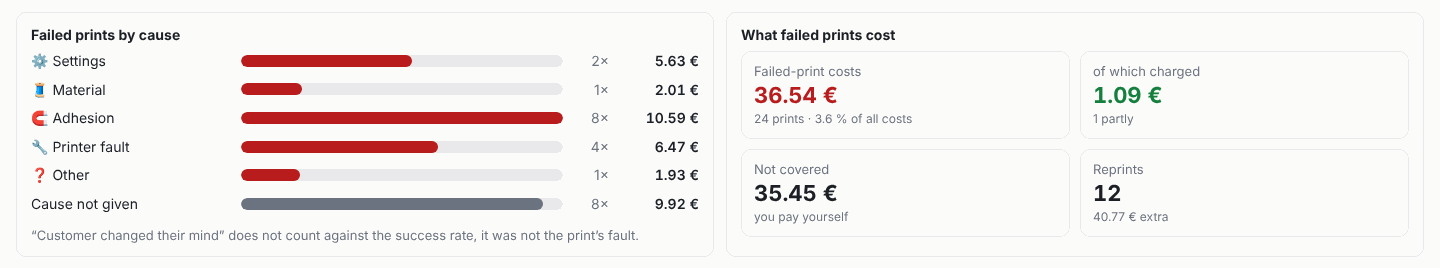 Failed prints by cause
⚙️ Settings 2× 5.63 €
🧵 Material 1× 2.01 €
🧲 Adhesion 8× 10.59 €
🔧 Printer fault 4× 6.47 €
❓ Other 1× 1.93 €
Cause not given 8× 9.92 €
“Customer changed their mind” does not count against the success rate, it was not the print’s fault.
What failed prints cost
Failed-print costs
36.54 €
24 prints · 3.6 % of all costs
of which charged
1.09 €
1 partly
Not covered
35.45 €
you pay yourself
Reprints
12
40.77 € extra